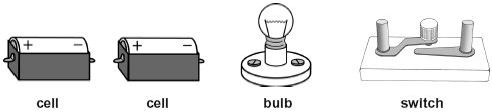 + −
+ −
cell cell bulb switch